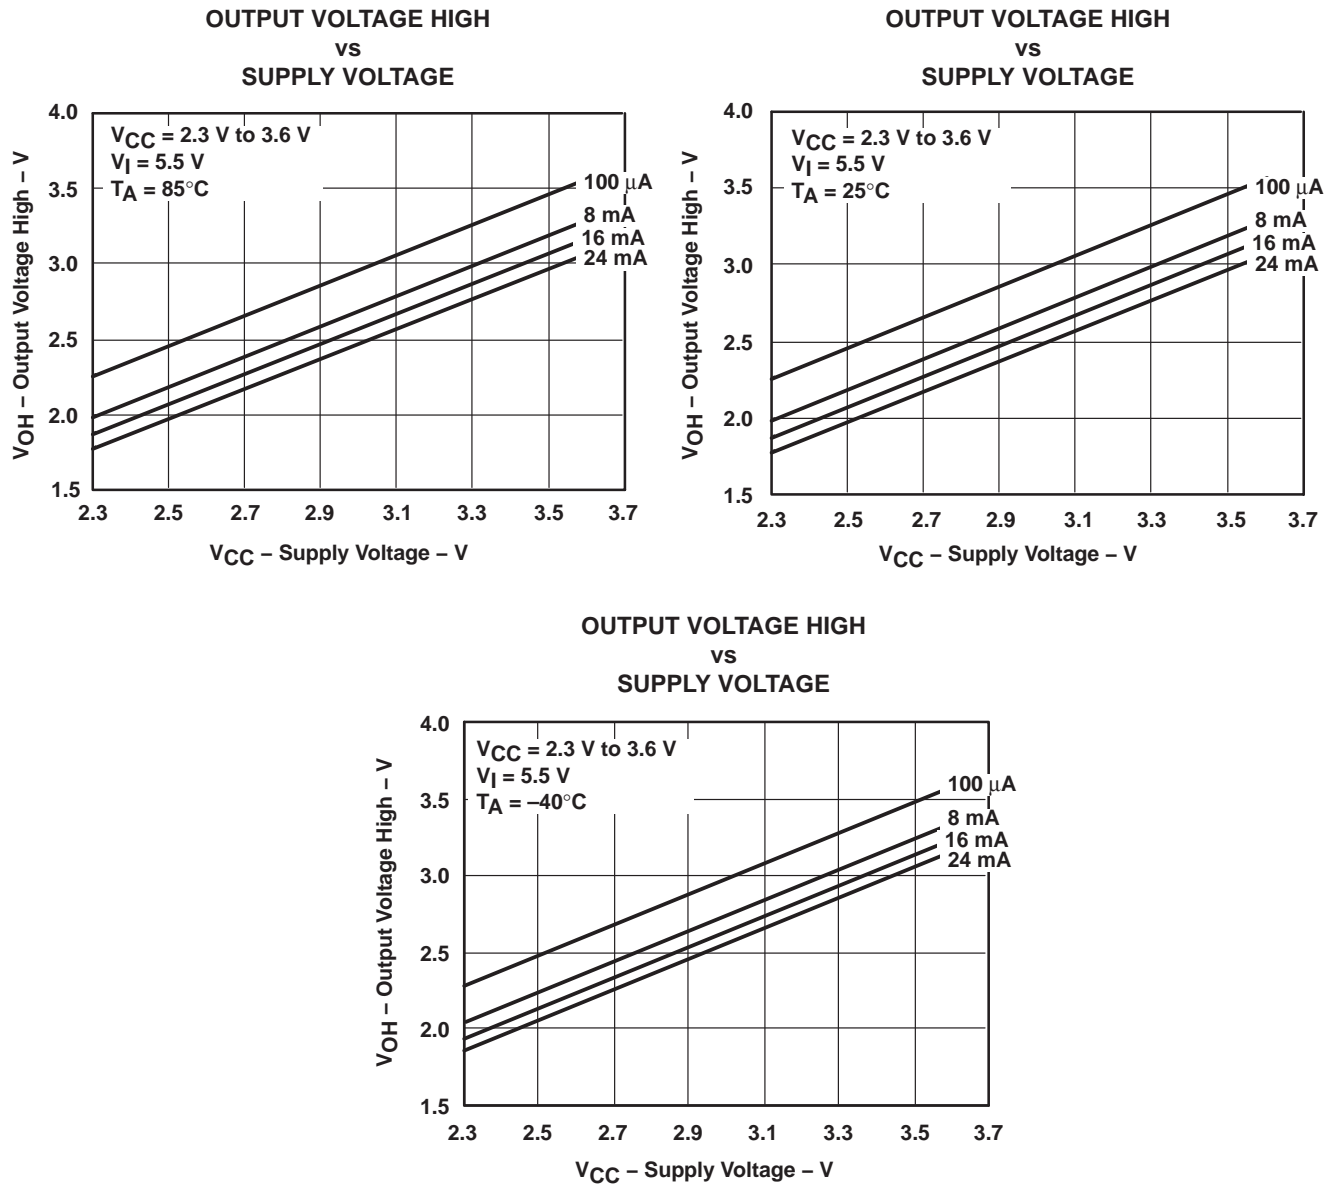 OUTPUT VOLTAGE HIGH
vs
SUPPLY VOLTAGE
4.0
3.5
3.0
2.5
2.0
1.5
VOH – Output Voltage High – V
VCC = 2.3 V to 3.6 V
VI = 5.5 V
TA = 85°C
100 μA
8 mA
16 mA
24 mA
2.3 2.5 2.7 2.9 3.1 3.3 3.5 3.7
VCC – Supply Voltage – V
OUTPUT VOLTAGE HIGH
vs
SUPPLY VOLTAGE
4.0
3.5
3.0
2.5
2.0
1.5
VOH – Output Voltage High – V
VCC = 2.3 V to 3.6 V
VI = 5.5 V
TA = 25°C
100 μA
8 mA
16 mA
24 mA
2.3 2.5 2.7 2.9 3.1 3.3 3.5 3.7
VCC – Supply Voltage – V
OUTPUT VOLTAGE HIGH
vs
SUPPLY VOLTAGE
4.0
3.5
3.0
2.5
2.0
1.5
VOH – Output Voltage High – V
VCC = 2.3 V to 3.6 V
VI = 5.5 V
TA = –40°C
100 μA
8 mA
16 mA
24 mA
2.3 2.5 2.7 2.9 3.1 3.3 3.5 3.7
VCC – Supply Voltage – V